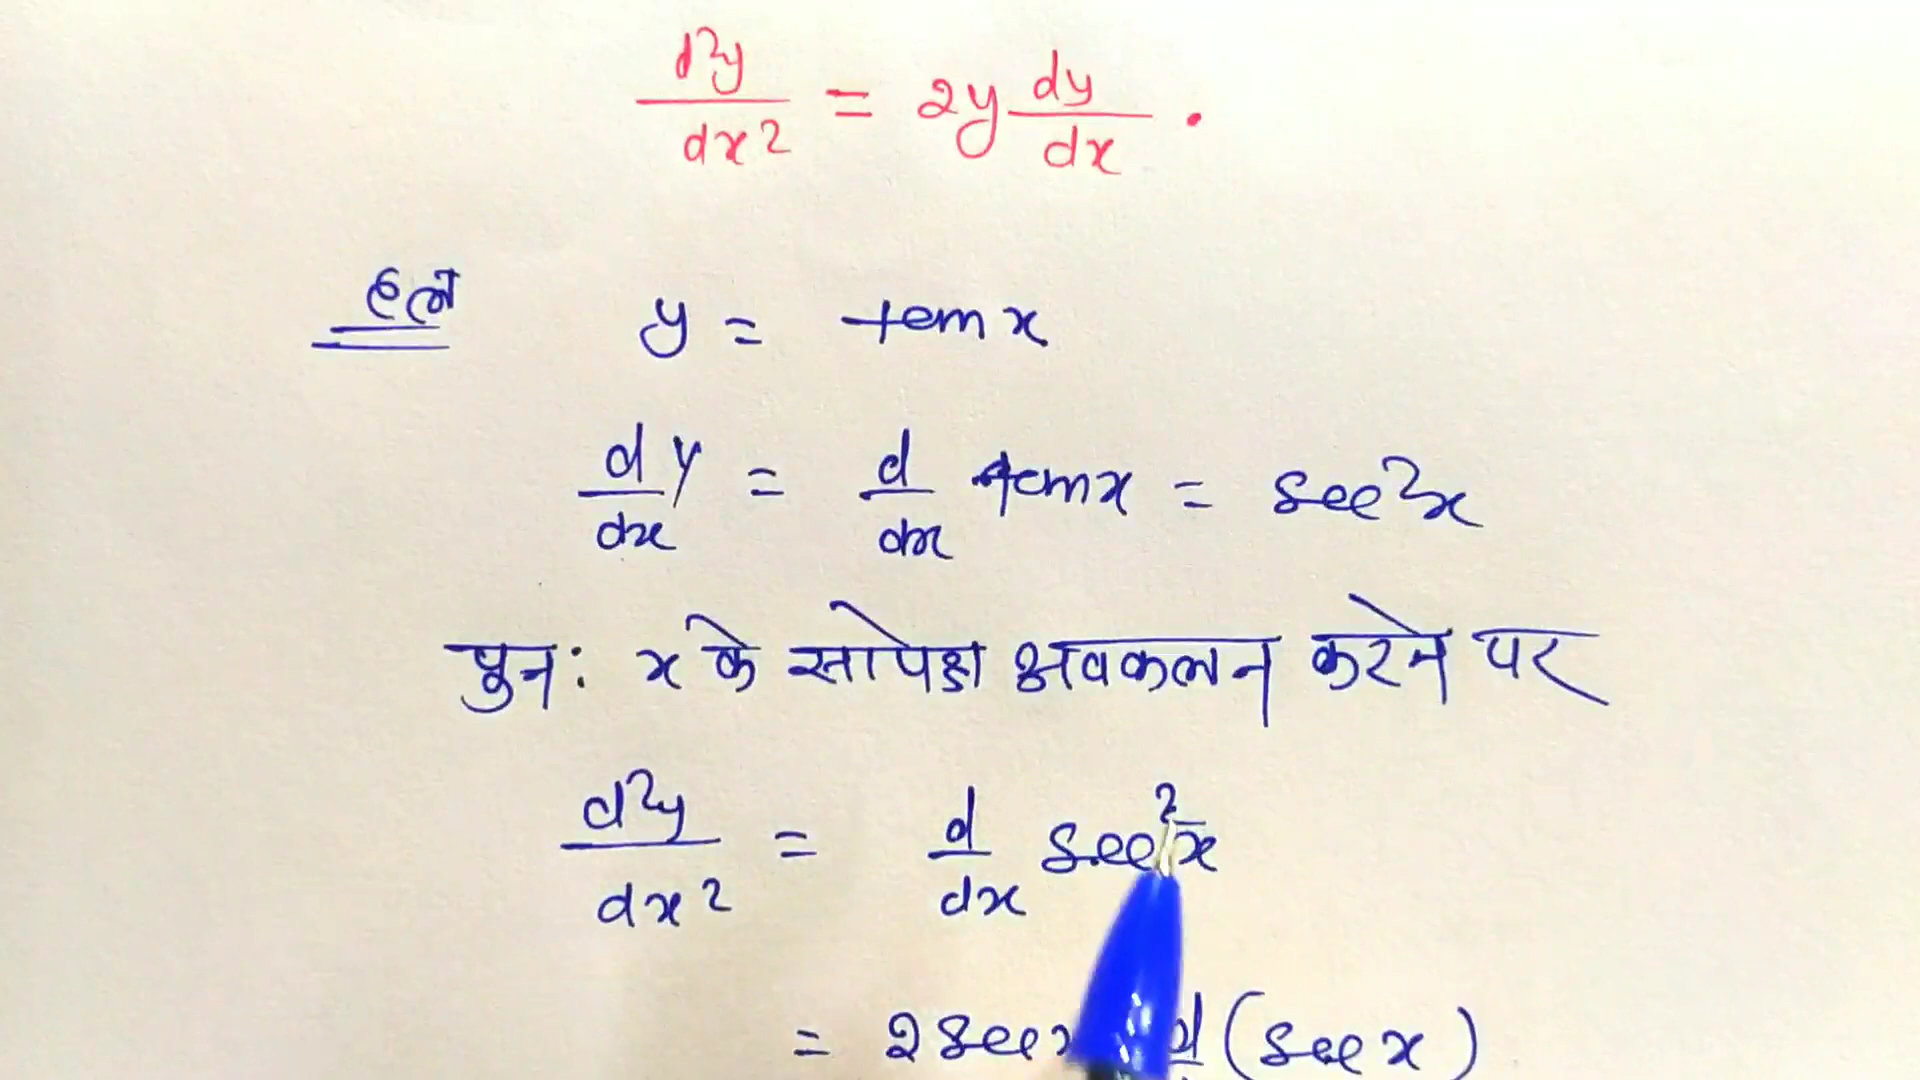 d²y/dx² = 2y dy/dx .
हल y = tan x
dy/dx = d/dx tan x = sec²x
पुन: x के सापेक्ष अवकलन करने पर
d²y/dx² = d/dx sec²x
= 2 sec x d (sec x)